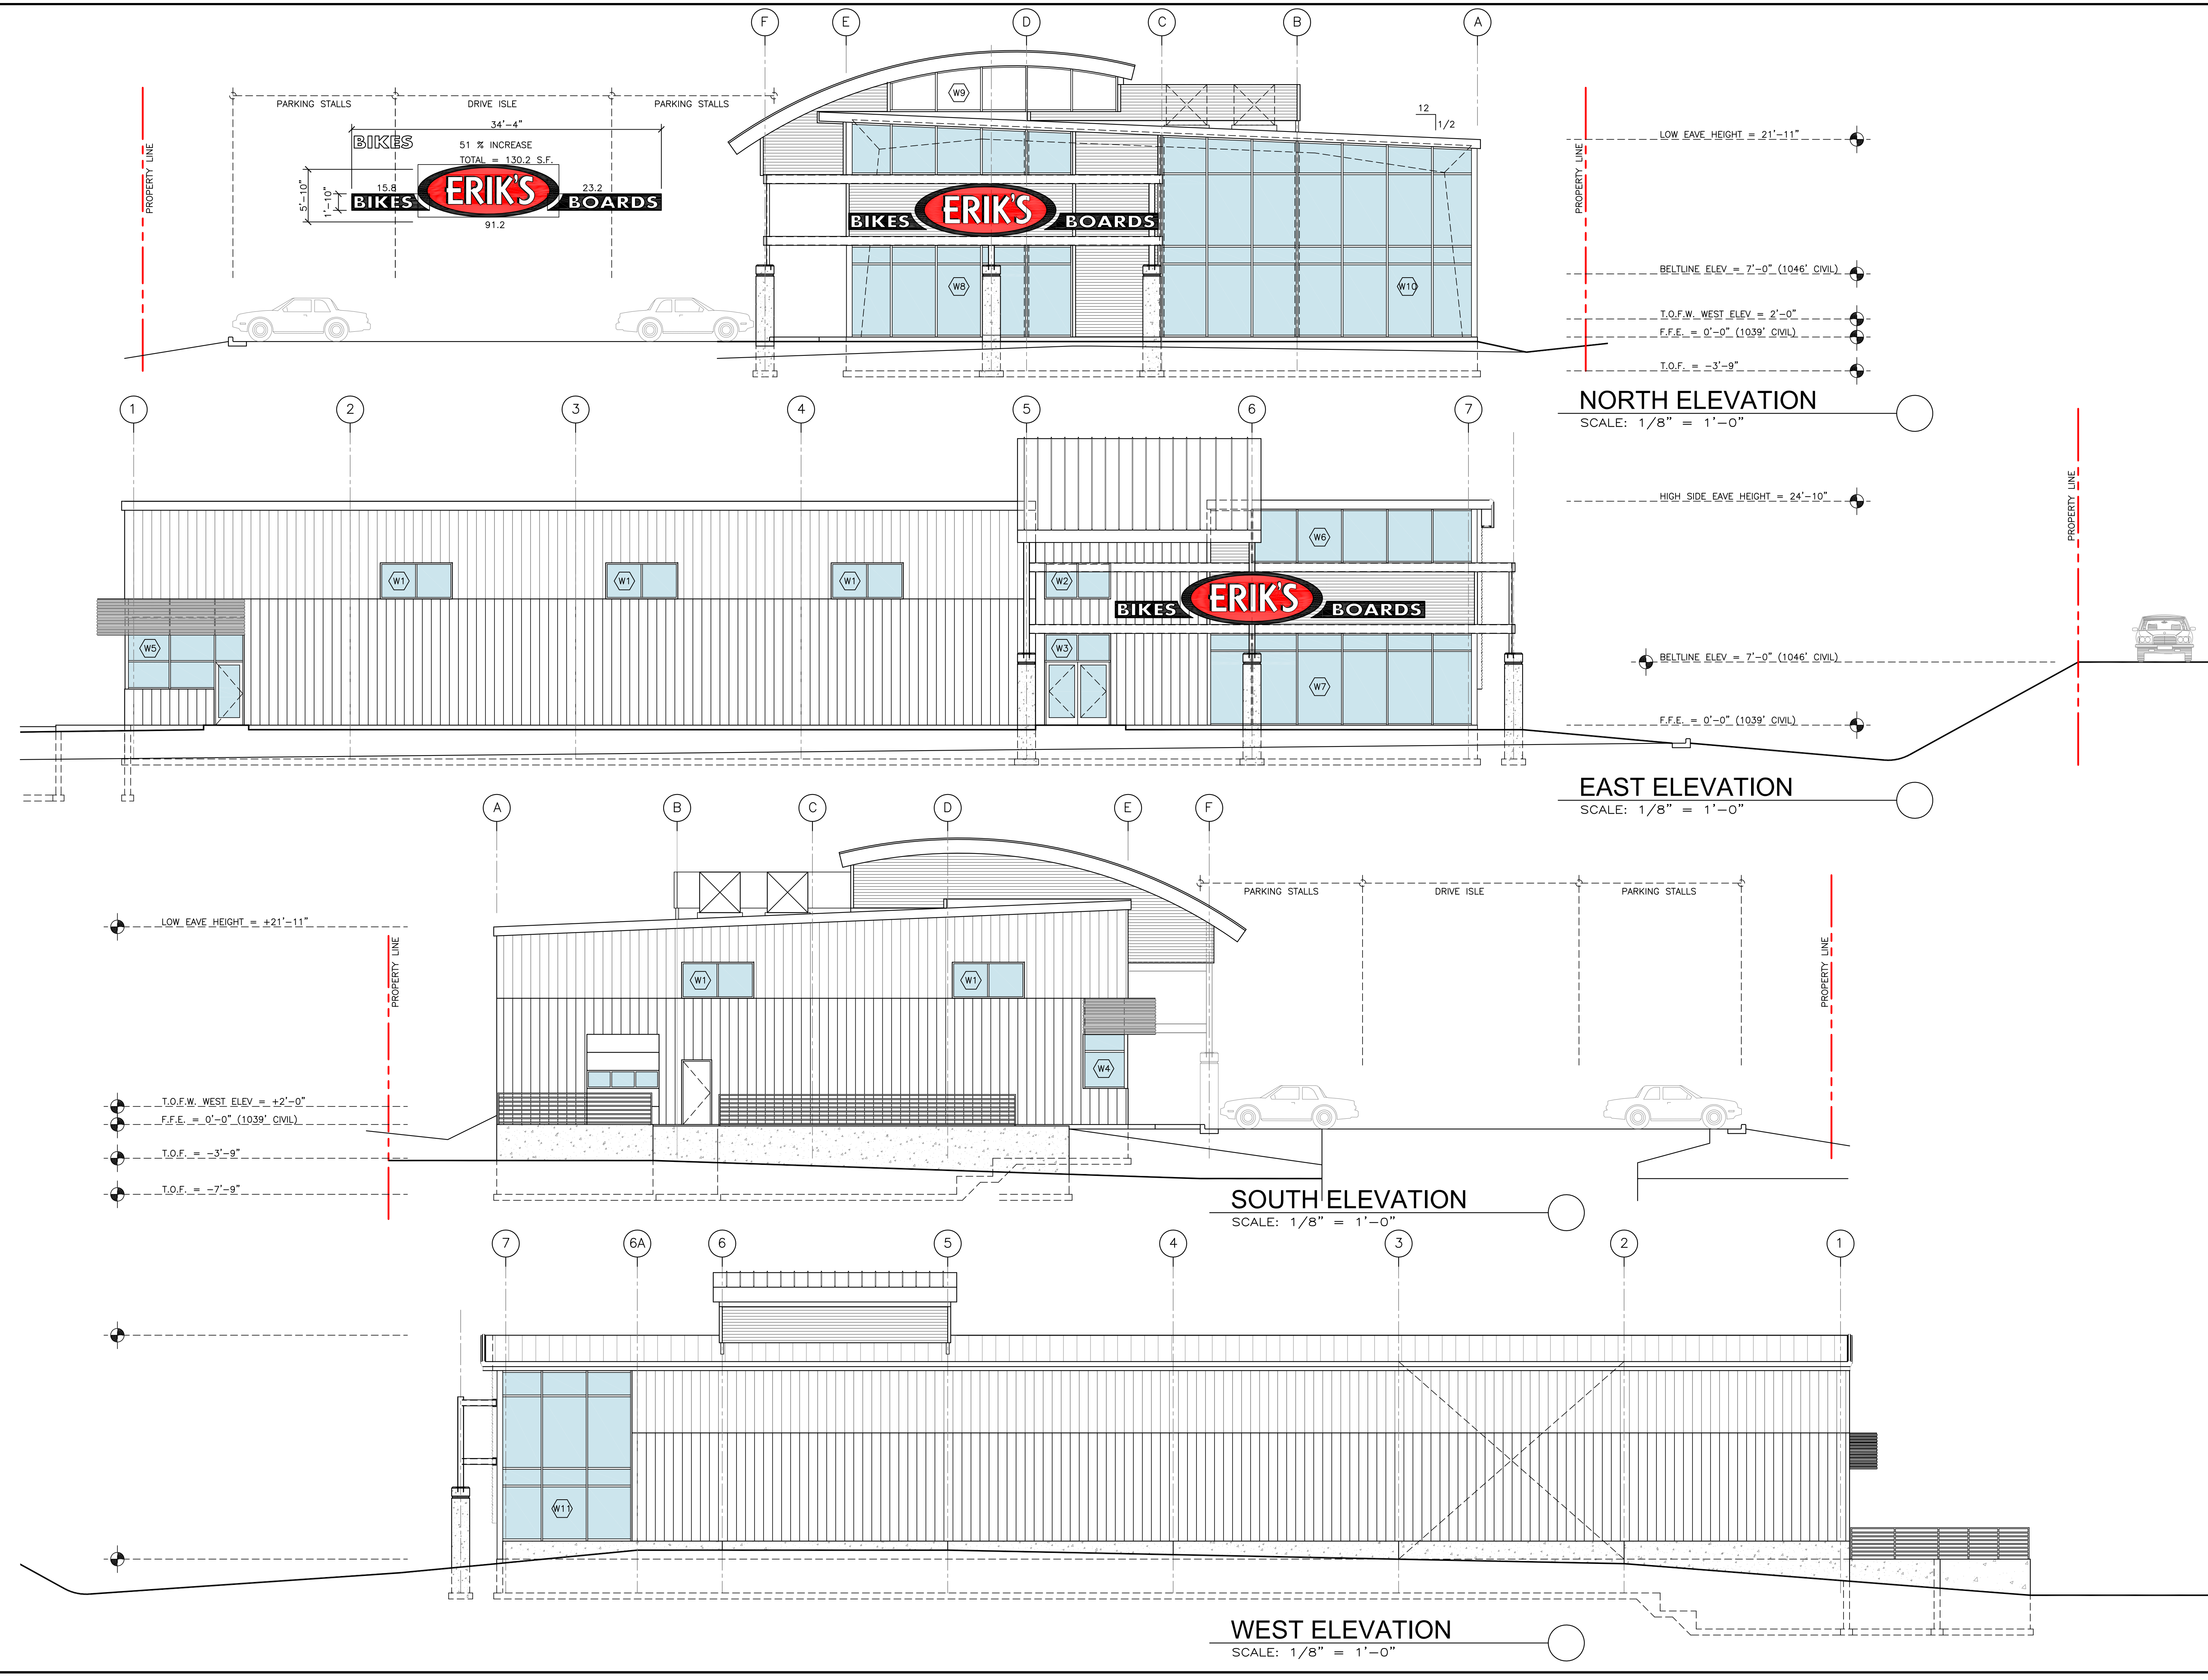 F E D C B A
PARKING STALLS DRIVE ISLE PARKING STALLS
34'-4"
BIKES
51 % INCREASE
TOTAL = 130.2 S.F.
5'-10"
1'-10"
15.8 23.2
BIKES ERIK'S BOARDS
91.2
PROPERTY LINE
W9
12
1/2
BIKES ERIK'S BOARDS
W8 W10
PROPERTY LINE
LOW EAVE HEIGHT = 21'-11"
BELTLINE ELEV = 7'-0" (1046' CIVIL)
T.O.F.W. WEST ELEV = 2'-0"
F.F.E. = 0'-0" (1039' CIVIL)
T.O.F. = -3'-9"
NORTH ELEVATION
SCALE: 1/8" = 1'-0"
1 2 3 4 5 6 7
HIGH SIDE EAVE HEIGHT = 24'-10"
PROPERTY LINE
W6
W1 W1 W1 W2
BIKES ERIK'S BOARDS
W5 W3
W7
BELTLINE ELEV = 7'-0" (1046' CIVIL)
F.F.E. = 0'-0" (1039' CIVIL)
EAST ELEVATION
SCALE: 1/8" = 1'-0"
A B C D E F
PARKING STALLS DRIVE ISLE PARKING STALLS
LOW EAVE HEIGHT = +21'-11"
PROPERTY LINE
PROPERTY LINE
W1 W1
W4
T.O.F.W. WEST ELEV = +2'-0"
F.F.E. = 0'-0" (1039' CIVIL)
T.O.F. = -3'-9"
T.O.F. = -7'-9"
SOUTH ELEVATION
SCALE: 1/8" = 1'-0"
7 6A 6 5 4 3 2 1
W11
WEST ELEVATION
SCALE: 1/8" = 1'-0"